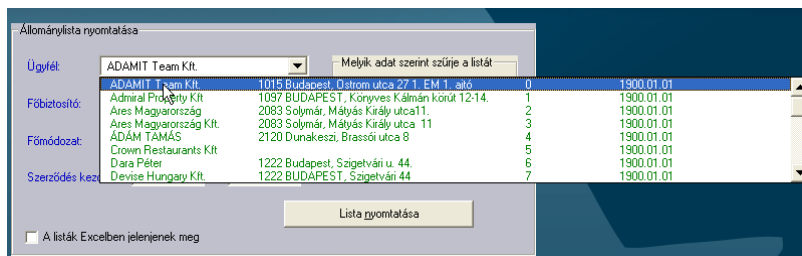 Állománylista nyomtatása
Ügyfél: ADAMIT Team Kft. Melyik adat szerint szűrje a listát
ADAMIT Team Kft. 1015 Budapest, Ostrom utca 27 1. EM 1. ajtó 0 1900.01.01
Főbiztosító: Admiral Property Kft 1097 BUDAPEST, Könyves Kálmán körút 12-14. 1 1900.01.01
Ares Magyarország 2083 Solymár, Mátyás Király utca11. 2 1900.01.01
Ares Magyarország Kft. 2083 Solymár, Mátyás Király utca 11 3 1900.01.01
Főmódozat: ÁDÁM TAMÁS 2120 Dunakeszi, Brassói utca 8 4 1900.01.01
Crown Restaurants Kft 5 1900.01.01
Dara Péter 1222 Budapest, Szigetvári u. 44. 6 1900.01.01
Szerződés kezd Devise Hungary Kft. 1222 BUDAPEST, Szigetvári 44 7 1900.01.01
Lista nyomtatása
A listák Excelben jelenjenek meg